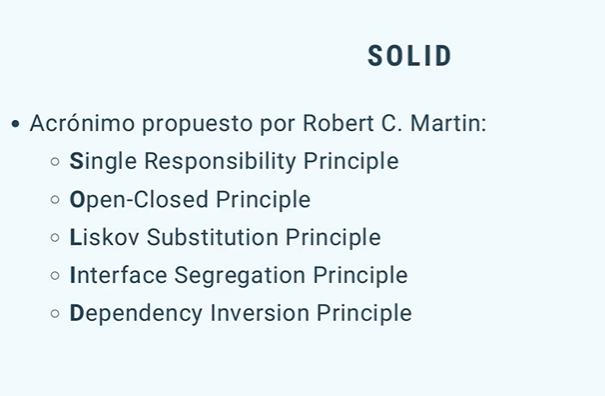 SOLID
• Acrónimo propuesto por Robert C. Martin:
○ Single Responsibility Principle
○ Open-Closed Principle
○ Liskov Substitution Principle
○ Interface Segregation Principle
○ Dependency Inversion Principle